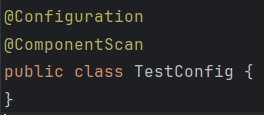 @Configuration
@ComponentScan
public class TestConfig {
}